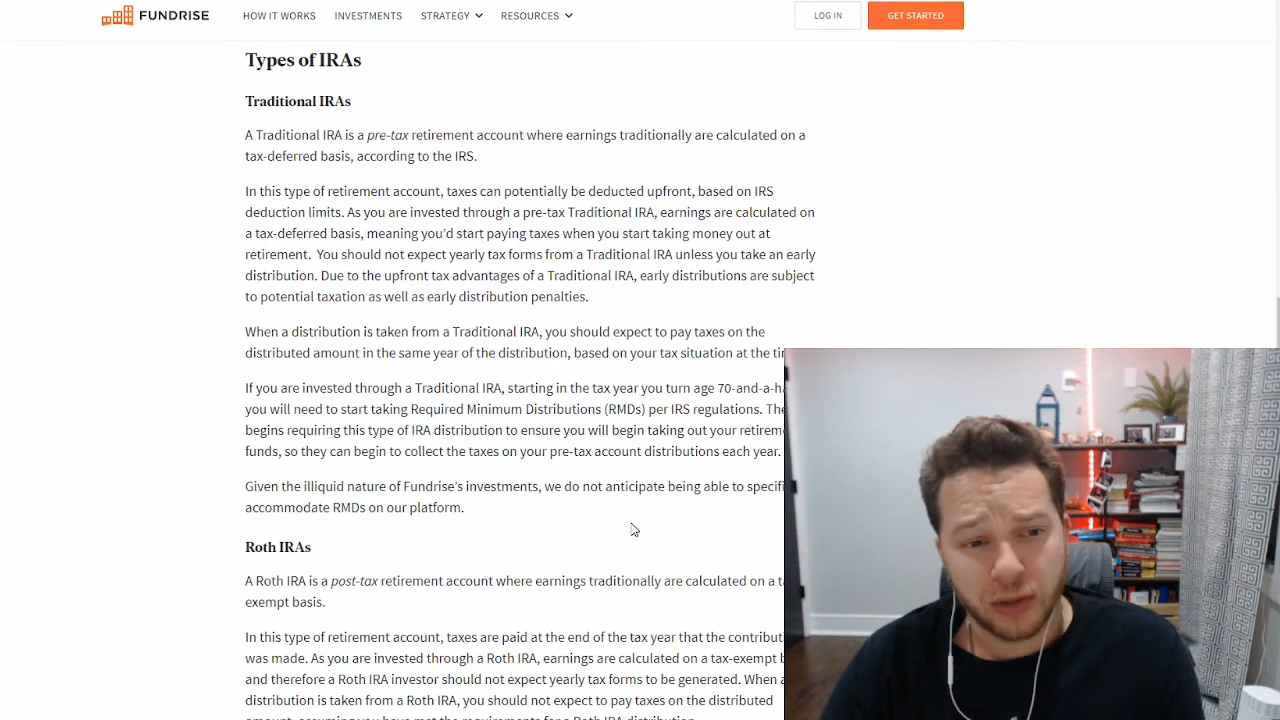 FUNDRISE HOW IT WORKS INVESTMENTS STRATEGY RESOURCES LOG IN GET STARTED
Types of IRAs
Traditional IRAs
A Traditional IRA is a pre-tax retirement account where earnings traditionally are calculated on a
tax-deferred basis, according to the IRS.
In this type of retirement account, taxes can potentially be deducted upfront, based on IRS
deduction limits. As you are invested through a pre-tax Traditional IRA, earnings are calculated on
a tax-deferred basis, meaning you’d start paying taxes when you start taking money out at
retirement. You should not expect yearly tax forms from a Traditional IRA unless you take an early
distribution. Due to the upfront tax advantages of a Traditional IRA, early distributions are subject
to potential taxation as well as early distribution penalties.
When a distribution is taken from a Traditional IRA, you should expect to pay taxes on the
distributed amount in the same year of the distribution, based on your tax situation at the
If you are invested through a Traditional IRA, starting in the tax year you turn age 70-and-a-
you will need to start taking Required Minimum Distributions (RMDs) per IRS regulations.
begins requiring this type of IRA distribution to ensure you will begin taking out your
funds, so they can begin to collect the taxes on your pre-tax account distributions each year.
Given the illiquid nature of Fundrise’s investments, we do not anticipate being able to
accommodate RMDs on our platform.
Roth IRAs
A Roth IRA is a post-tax retirement account where earnings traditionally are calculated on a
exempt basis.
In this type of retirement account, taxes are paid at the end of the tax year that the
was made. As you are invested through a Roth IRA, earnings are calculated on a tax-exempt
and therefore a Roth IRA investor should not expect yearly tax forms to be generated. When
distribution is taken from a Roth IRA, you should not expect to pay taxes on the distributed
amount, assuming you have met the requirements for a Roth IRA distribution.